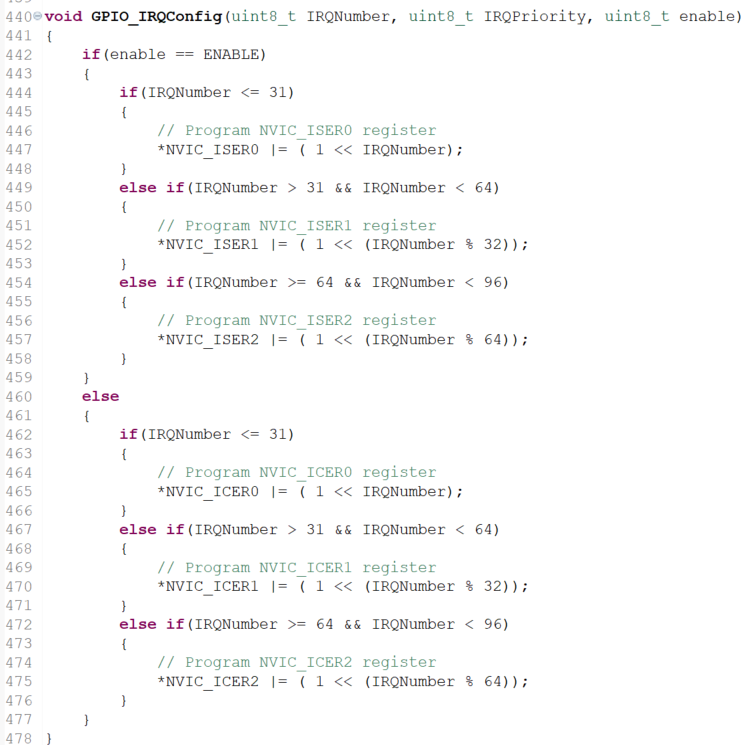 440 void GPIO_IRQConfig(uint8_t IRQNumber, uint8_t IRQPriority, uint8_t enable)
441 {
442     if(enable == ENABLE)
443     {
444         if(IRQNumber <= 31)
445         {
446             // Program NVIC_ISER0 register
447             *NVIC_ISER0 |= ( 1 << IRQNumber);
448         }
449         else if(IRQNumber > 31 && IRQNumber < 64)
450         {
451             // Program NVIC_ISER1 register
452             *NVIC_ISER1 |= ( 1 << (IRQNumber % 32));
453         }
454         else if(IRQNumber >= 64 && IRQNumber < 96)
455         {
456             // Program NVIC_ISER2 register
457             *NVIC_ISER2 |= ( 1 << (IRQNumber % 64));
458         }
459     }
460     else
461     {
462         if(IRQNumber <= 31)
463         {
464             // Program NVIC_ICER0 register
465             *NVIC_ICER0 |= ( 1 << IRQNumber);
466         }
467         else if(IRQNumber > 31 && IRQNumber < 64)
468         {
469             // Program NVIC_ICER1 register
470             *NVIC_ICER1 |= ( 1 << (IRQNumber % 32));
471         }
472         else if(IRQNumber >= 64 && IRQNumber < 96)
473         {
474             // Program NVIC_ICER2 register
475             *NVIC_ICER2 |= ( 1 << (IRQNumber % 64));
476         }
477     }
478 }